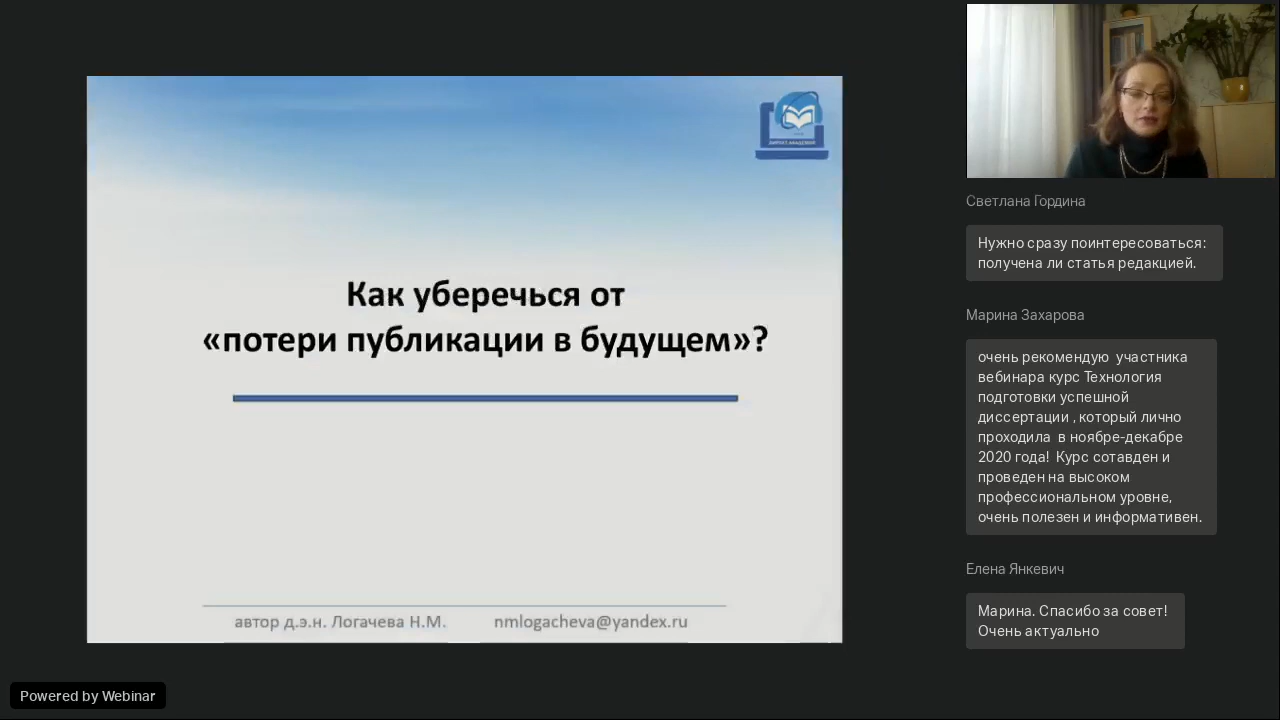 Как уберечься от
«потери публикации в будущем»?
автор д.э.н. Логачева Н.М. nmlogacheva@yandex.ru
Светлана Гордина
Нужно сразу поинтересоваться:
получена ли статья редакцией.
Марина Захарова
очень рекомендую участника
вебинара курс Технология
подготовки успешной
диссертации , который лично
проходила в ноябре-декабре
2020 года! Курс сотавден и
проведен на высоком
профессиональном уровне,
очень полезен и информативен.
Елена Янкевич
Марина. Спасибо за совет!
Очень актуально
Powered by Webinar